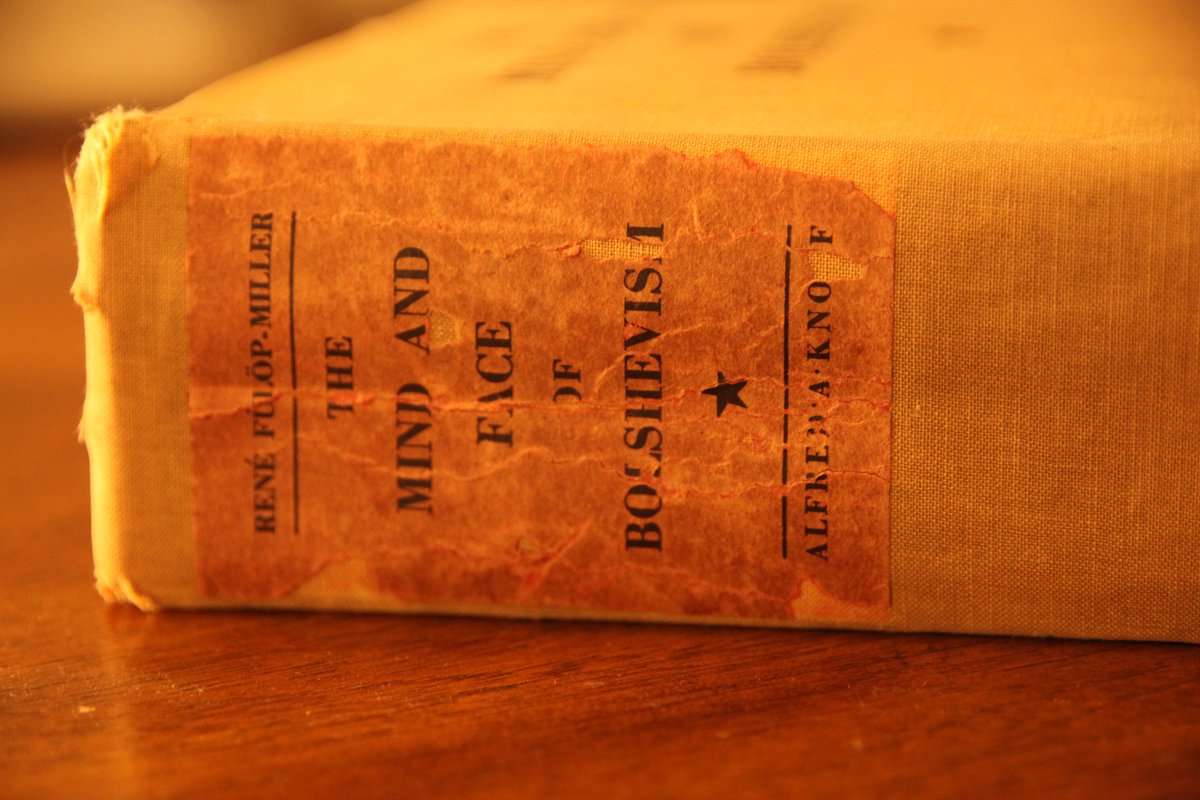 RENÉ FÜLÖP-MILLER
THE
MIND AND
FACE
OF
BOLSHEVISM
ALFRED·A·KNOPF